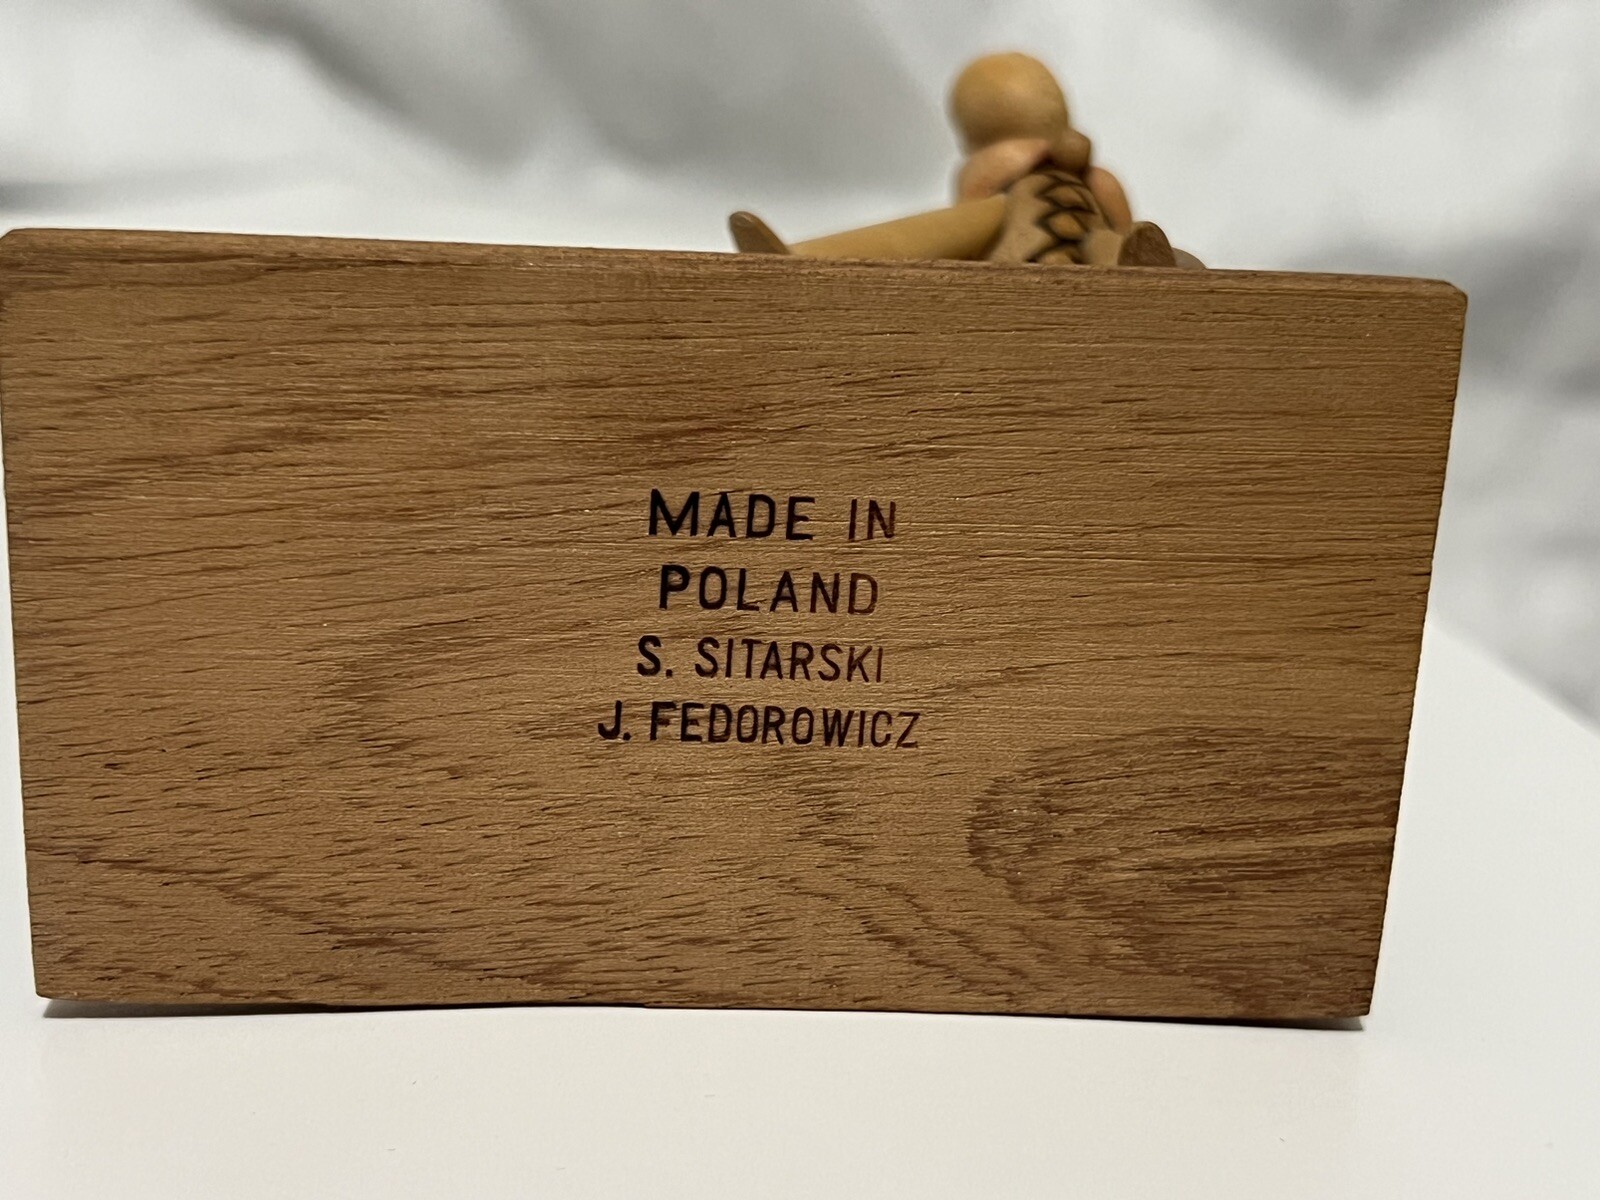 MADE IN
POLAND
S. SITARSKI
J. FEDOROWICZ